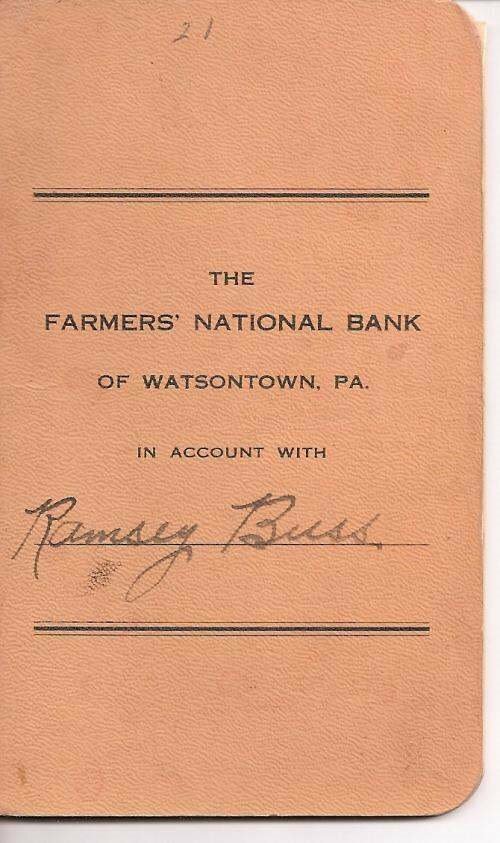 21
THE
FARMERS' NATIONAL BANK
OF WATSONTOWN, PA.
IN ACCOUNT WITH
Ramsey Buss